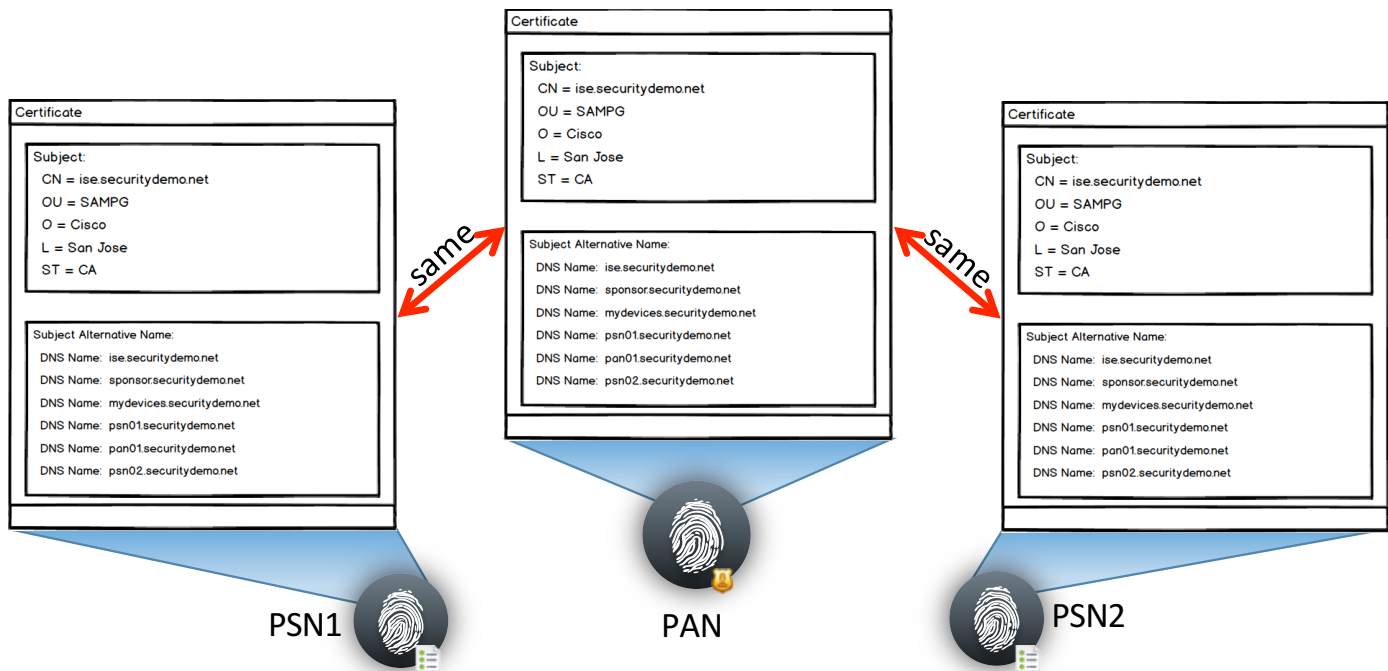 Certificate
Subject:
CN = ise.securitydemo.net
OU = SAMPG
O = Cisco
L = San Jose
ST = CA
Subject Alternative Name:
DNS Name: ise.securitydemo.net
DNS Name: sponsor.securitydemo.net
DNS Name: mydevices.securitydemo.net
DNS Name: psn01.securitydemo.net
DNS Name: pan01.securitydemo.net
DNS Name: psn02.securitydemo.net
PSN1
same
Certificate
Subject:
CN = ise.securitydemo.net
OU = SAMPG
O = Cisco
L = San Jose
ST = CA
Subject Alternative Name:
DNS Name: ise.securitydemo.net
DNS Name: sponsor.securitydemo.net
DNS Name: mydevices.securitydemo.net
DNS Name: psn01.securitydemo.net
DNS Name: pan01.securitydemo.net
DNS Name: psn02.securitydemo.net
PAN
same
Certificate
Subject:
CN = ise.securitydemo.net
OU = SAMPG
O = Cisco
L = San Jose
ST = CA
Subject Alternative Name:
DNS Name: ise.securitydemo.net
DNS Name: sponsor.securitydemo.net
DNS Name: mydevices.securitydemo.net
DNS Name: psn01.securitydemo.net
DNS Name: pan01.securitydemo.net
DNS Name: psn02.securitydemo.net
PSN2